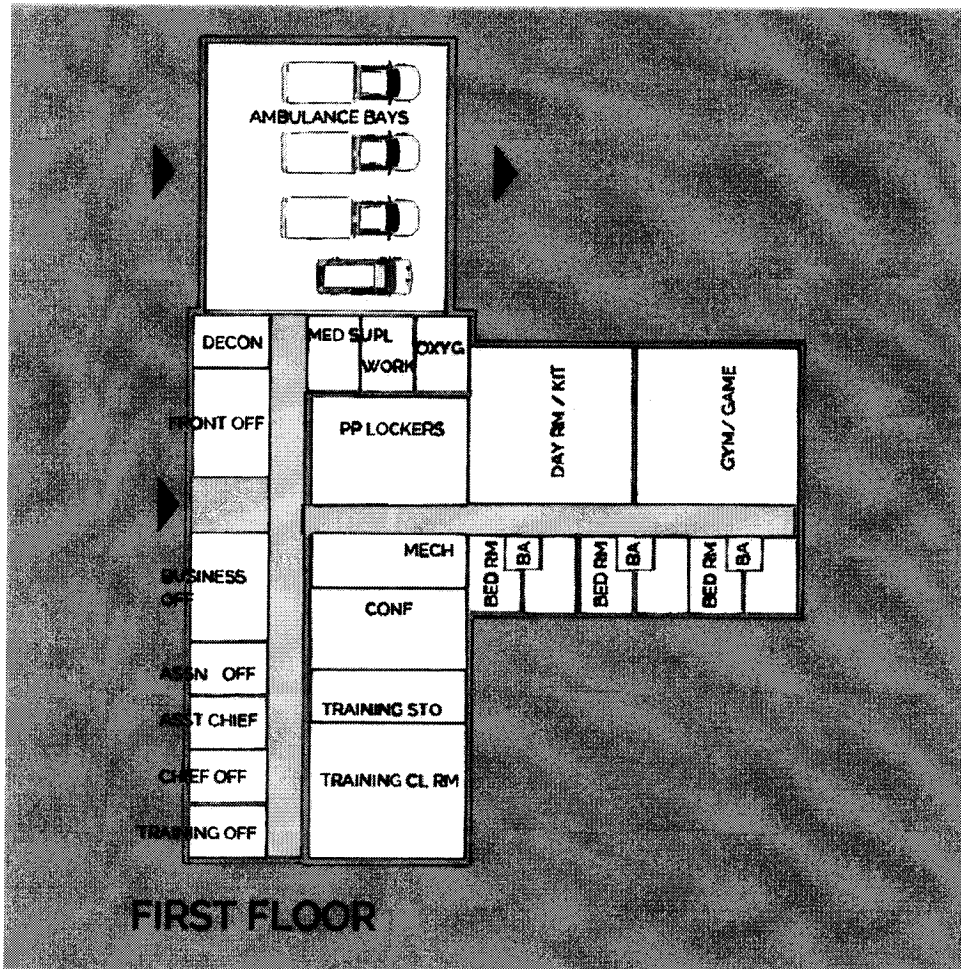 AMBULANCE BAYS
DECON
MED SUPL
WORK
OXYG
FRONT OFF
PP LOCKERS
DAY RM / KIT
GYM/ GAME
MECH
BED RM
BA
BED RM
BA
BED RM
BA
BUSINESS
OFF
CONF
ASSN OFF
TRAINING STO
ASST CHIEF
CHIEF OFF
TRAINING CL RM
TRAINING OFF
FIRST FLOOR